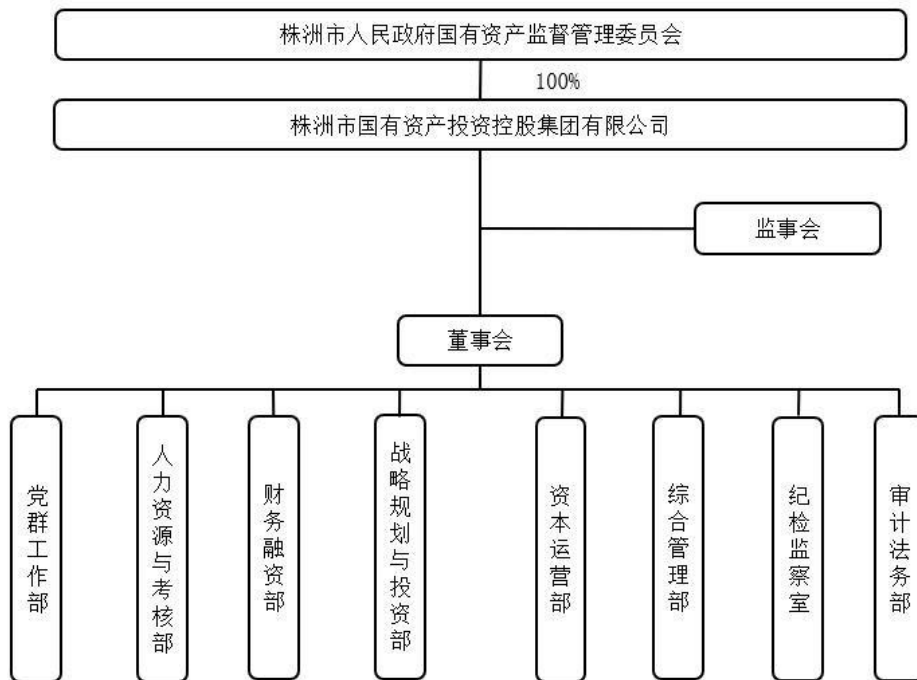 株洲市人民政府国有资产监督管理委员会
100%
株洲市国有资产投资控股集团有限公司
监事会
董事会
党群工作部
人力资源与考核部
财务融资部
战略规划与投资部
资本运营部
综合管理部
纪检监察室
审计法务部